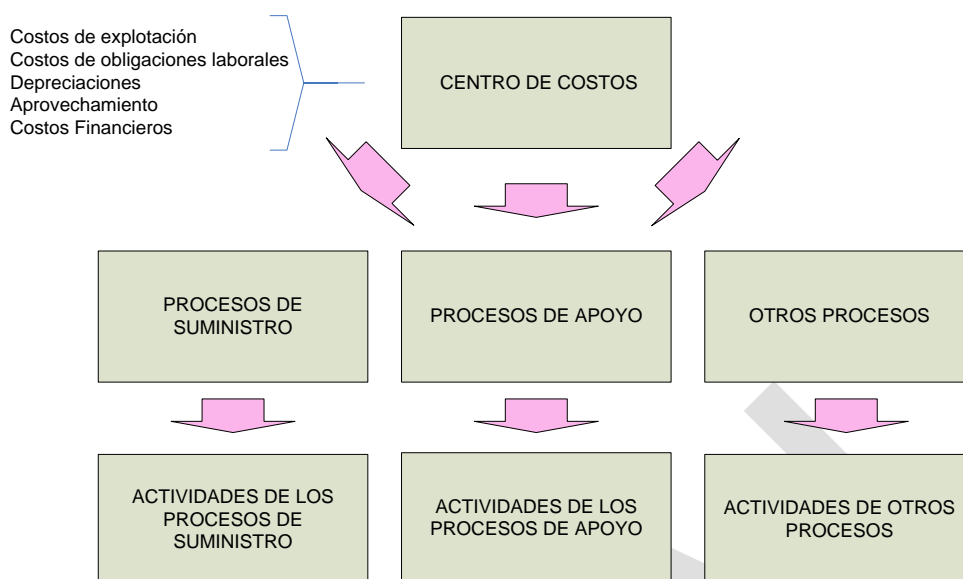 Costos de explotación
Costos de obligaciones laborales
Depreciaciones
Aprovechamiento
Costos Financieros
CENTRO DE COSTOS
PROCESOS DE
SUMINISTRO
PROCESOS DE APOYO
OTROS PROCESOS
ACTIVIDADES DE LOS
PROCESOS DE
SUMINISTRO
ACTIVIDADES DE LOS
PROCESOS DE APOYO
ACTIVIDADES DE OTROS
PROCESOS